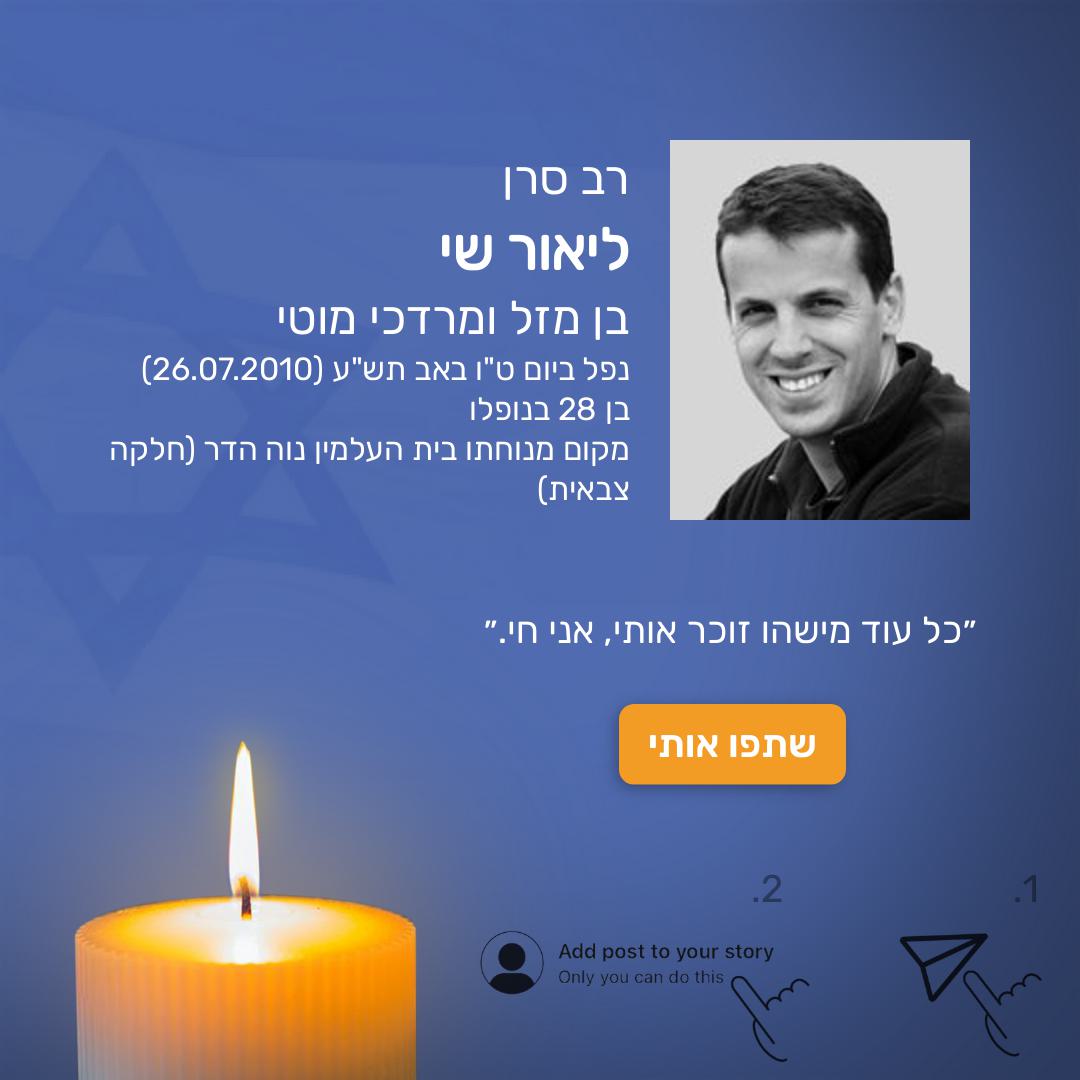 רב סרן
ליאור שי
בן מזל ומרדכי מוטי
נפל ביום ט"ו באב תש"ע (26.07.2010)
בן 28 בנופלו
מקום מנוחתו בית העלמין נוה הדר (חלקה
צבאית)
״כל עוד מישהו זוכר אותי, אני חי.״
שתפו אותי
1.
2.
Add post to your story
Only you can do this